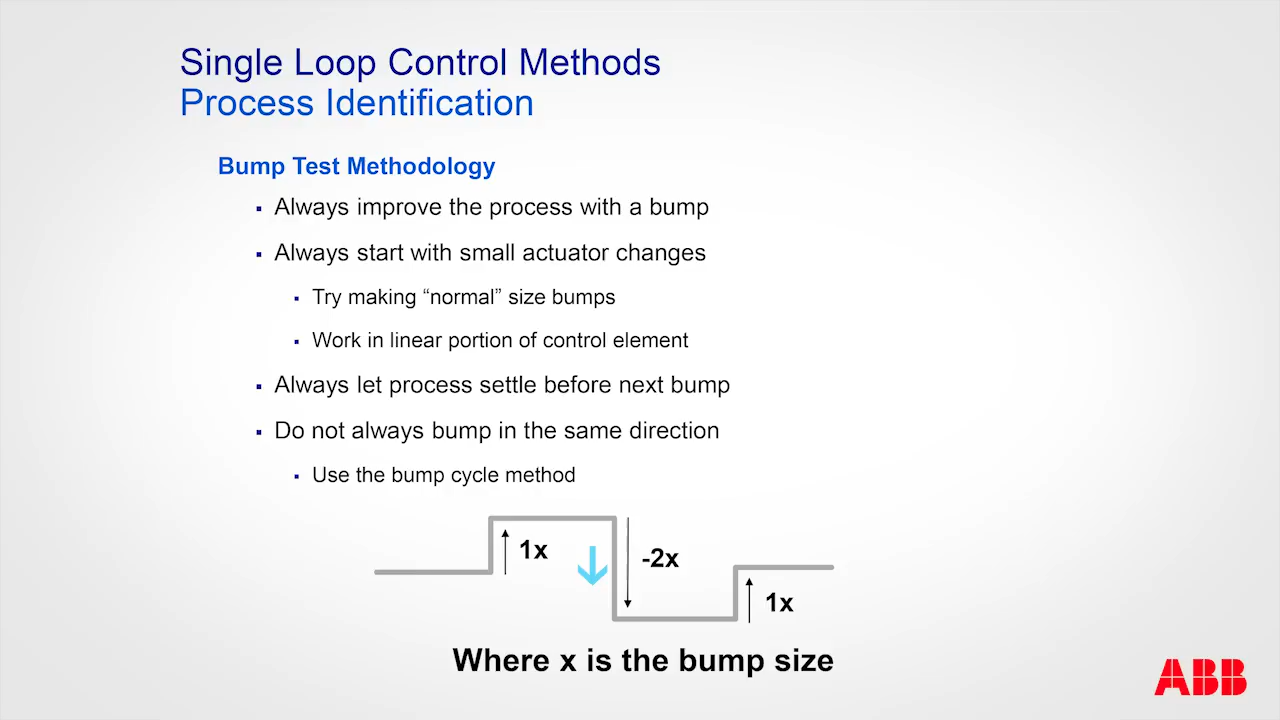 Single Loop Control Methods
Process Identification
Bump Test Methodology
Always improve the process with a bump
Always start with small actuator changes
Try making “normal” size bumps
Work in linear portion of control element
Always let process settle before next bump
Do not always bump in the same direction
Use the bump cycle method
1x
-2x
1x
Where x is the bump size
ABB